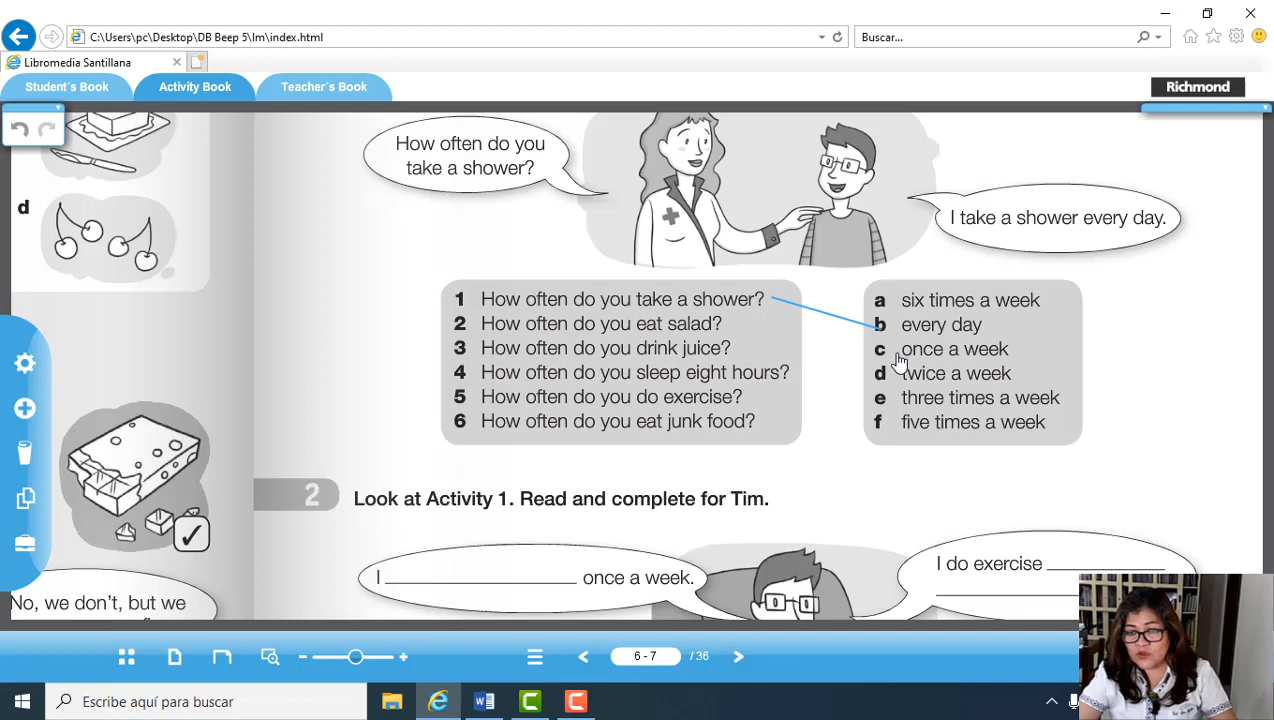 C:\Users\pc\Desktop\DB Beep 5\lm\index.html
Buscar...
Libromedia Santillana
Student´s Book
Activity Book
Teacher´s Book
Richmond
How often do you
take a shower?
I take a shower every day.
d
1 How often do you take a shower?
2 How often do you eat salad?
3 How often do you drink juice?
4 How often do you sleep eight hours?
5 How often do you do exercise?
6 How often do you eat junk food?
a six times a week
b every day
c once a week
d twice a week
e three times a week
f five times a week
2 Look at Activity 1. Read and complete for Tim.
I ____________ once a week.
I do exercise ____________
No, we don't, but we
6 - 7 / 36
Escribe aquí para buscar